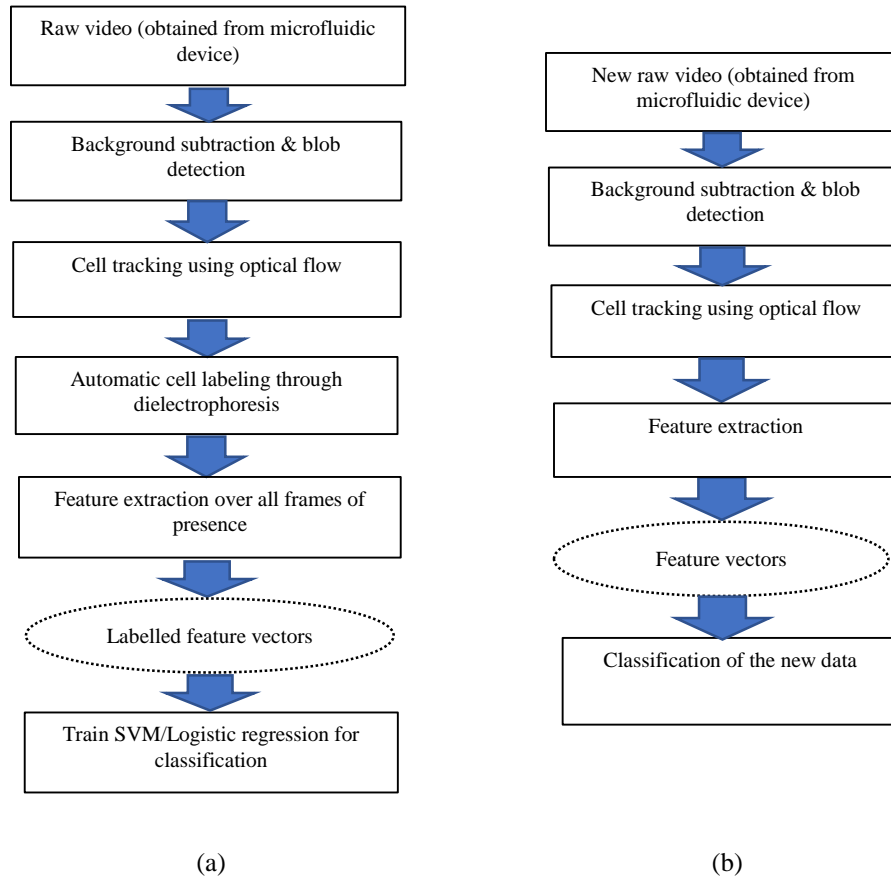 Raw video (obtained from microfluidic
device)
Background subtraction & blob
detection
Cell tracking using optical flow
Automatic cell labeling through
dielectrophoresis
Feature extraction over all frames of
presence
Labelled feature vectors
Train SVM/Logistic regression for
classification
(a)
New raw video (obtained from
microfluidic device)
Background subtraction & blob
detection
Cell tracking using optical flow
Feature extraction
Feature vectors
Classification of the new data
(b)